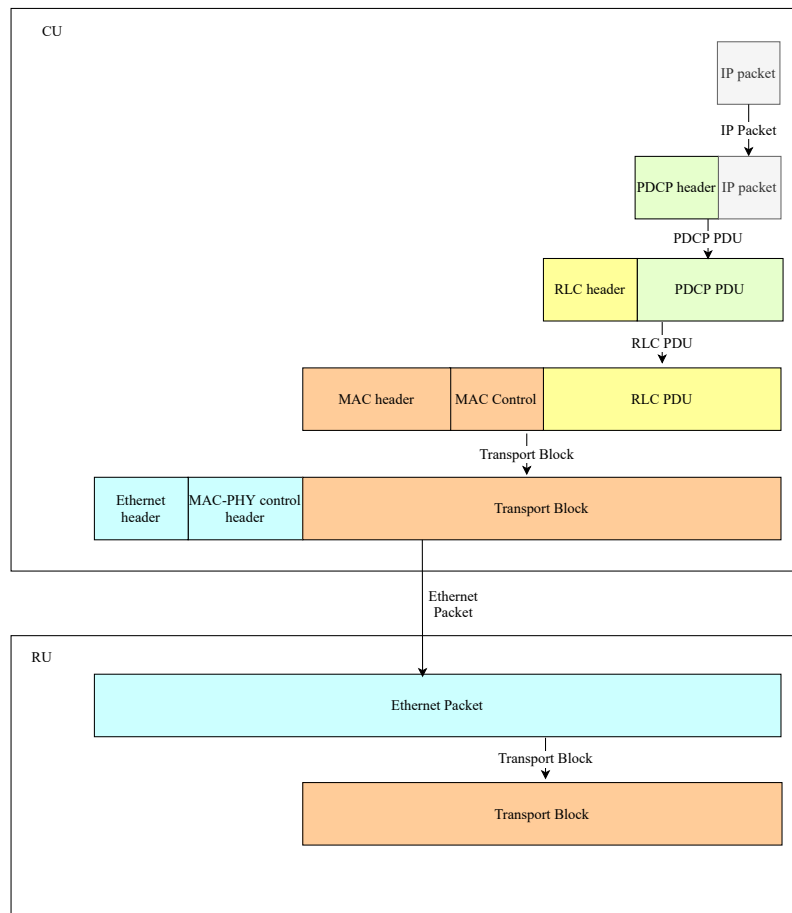 CU
IP packet
IP Packet
PDCP header
IP packet
PDCP PDU
RLC header
PDCP PDU
RLC PDU
MAC header
MAC Control
RLC PDU
Transport Block
Ethernet
header
MAC-PHY control
header
Transport Block
Ethernet
Packet
RU
Ethernet Packet
Transport Block
Transport Block